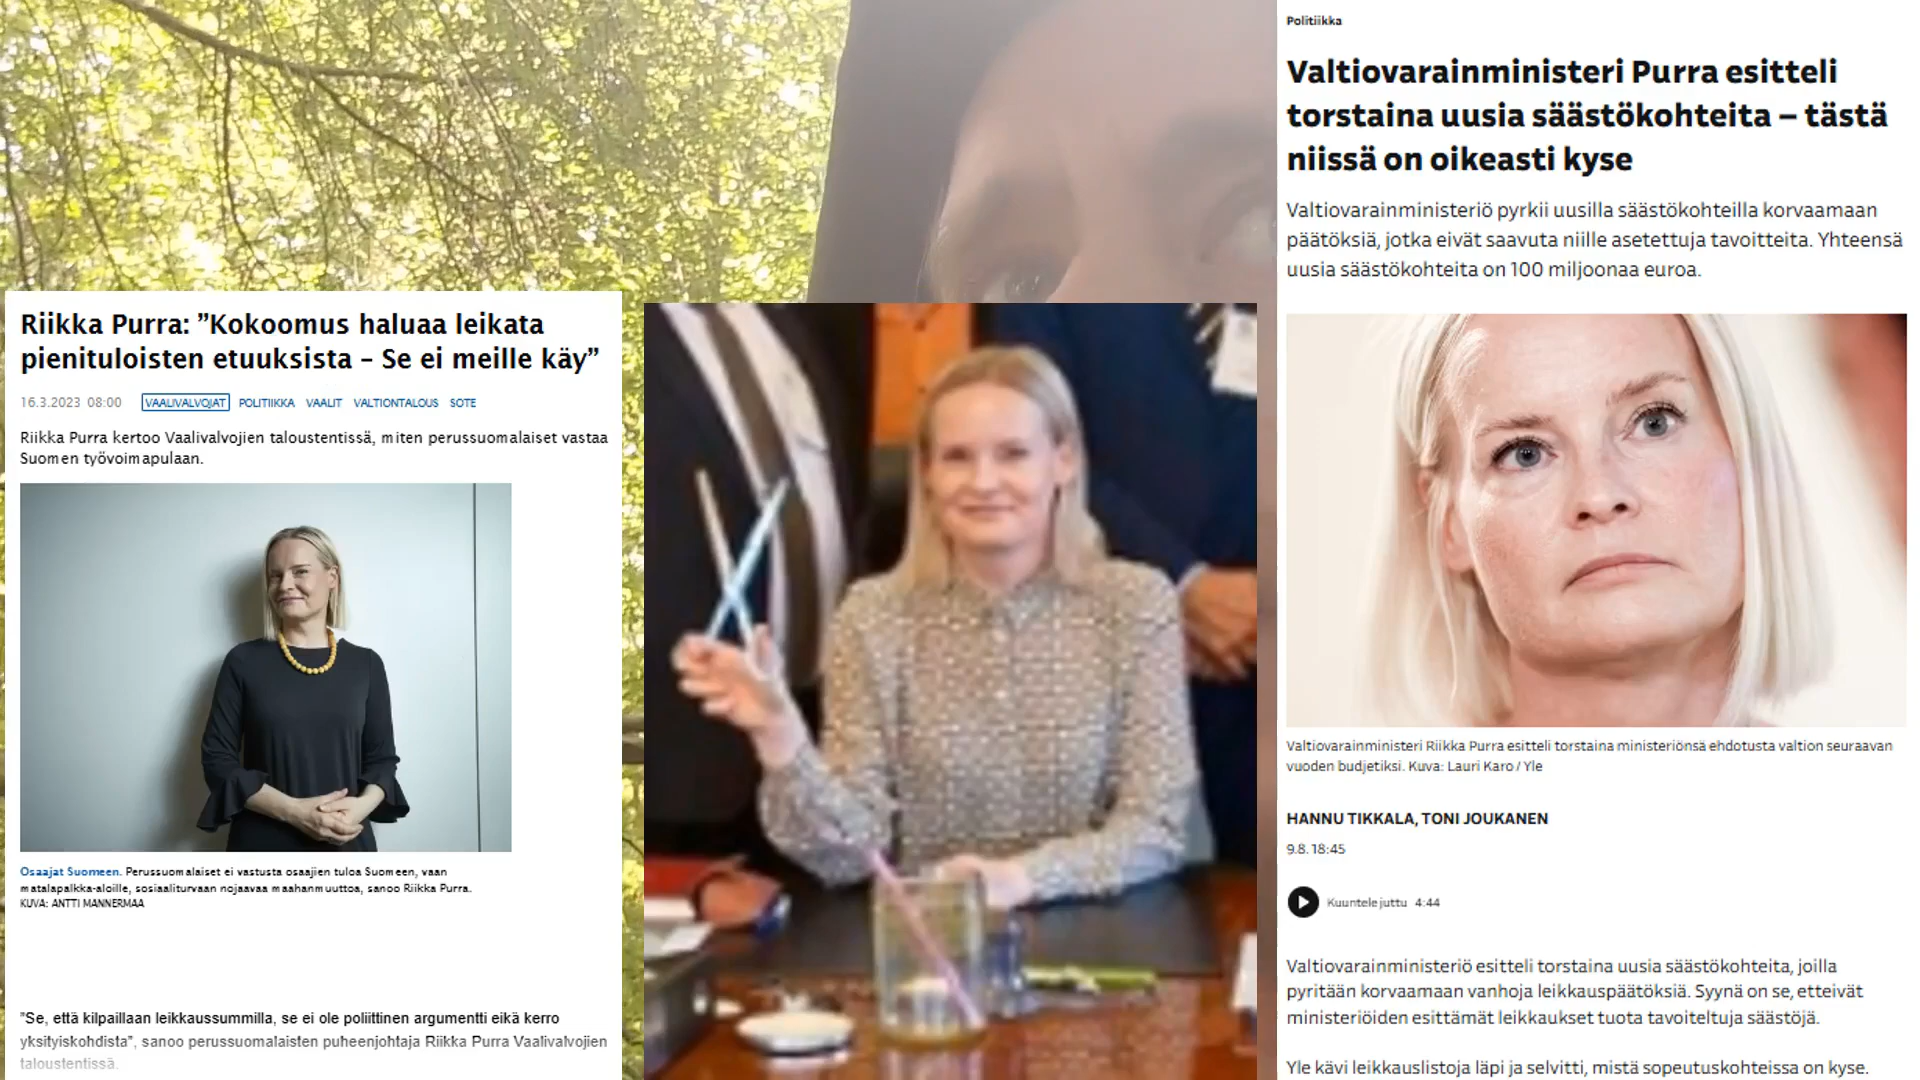 Riikka Purra: ”Kokoomus haluaa leikata
pienituloisten etuuksista – Se ei meille käy”
16.3.2023 08:00 VAALIVALVOJAT POLITIIKKA VAALIT VALTIONTALOUS SOTE
Riikka Purra kertoo Vaalivalvojien taloustentissä, miten perussuomalaiset vastaa
Suomen työvoimapulaan.
Osaajat Suomeen. Perussuomalaiset ei vastusta osaajien tuloa Suomeen, vaan
matalapalkka-aloille, sosiaaliturvaan nojaavaa maahanmuuttoa, sanoo Riikka Purra.
KUVA: ANTTI MANNERMAA
"Se, että kilpaillaan leikkaussummilla, se ei ole poliittinen argumentti eikä kerro
yksityiskohdista", sanoo perussuomalaisten puheenjohtaja Riikka Purra Vaalivalvojien
taloustentissä.
Politiikka
Valtiovarainministeri Purra esitteli
torstaina uusia säästökohteita – tästä
niissä on oikeasti kyse
Valtiovarainministeriö pyrkii uusilla säästökohteilla korvaamaan
päätöksiä, jotka eivät saavuta niille asetettuja tavoitteita. Yhteensä
uusia säästökohteita on 100 miljoonaa euroa.
Valtiovarainministeri Riikka Purra esitteli torstaina ministeriönsä ehdotusta valtion seuraavan
vuoden budjetiksi. Kuva: Lauri Karo / Yle
HANNU TIKKALA, TONI JOUKANEN
9.8. 18:45
Kuuntele juttu 4:44
Valtiovarainministeriö esitteli torstaina uusia säästökohteita, joilla
pyritään korvaamaan vanhoja leikkauspäätöksiä. Syynä on se, etteivät
ministeriöiden esittämät leikkaukset tuota tavoiteltuja säästöjä.
Yle kävi leikkauslistoja läpi ja selvitti, mistä sopeutuskohteissa on kyse.